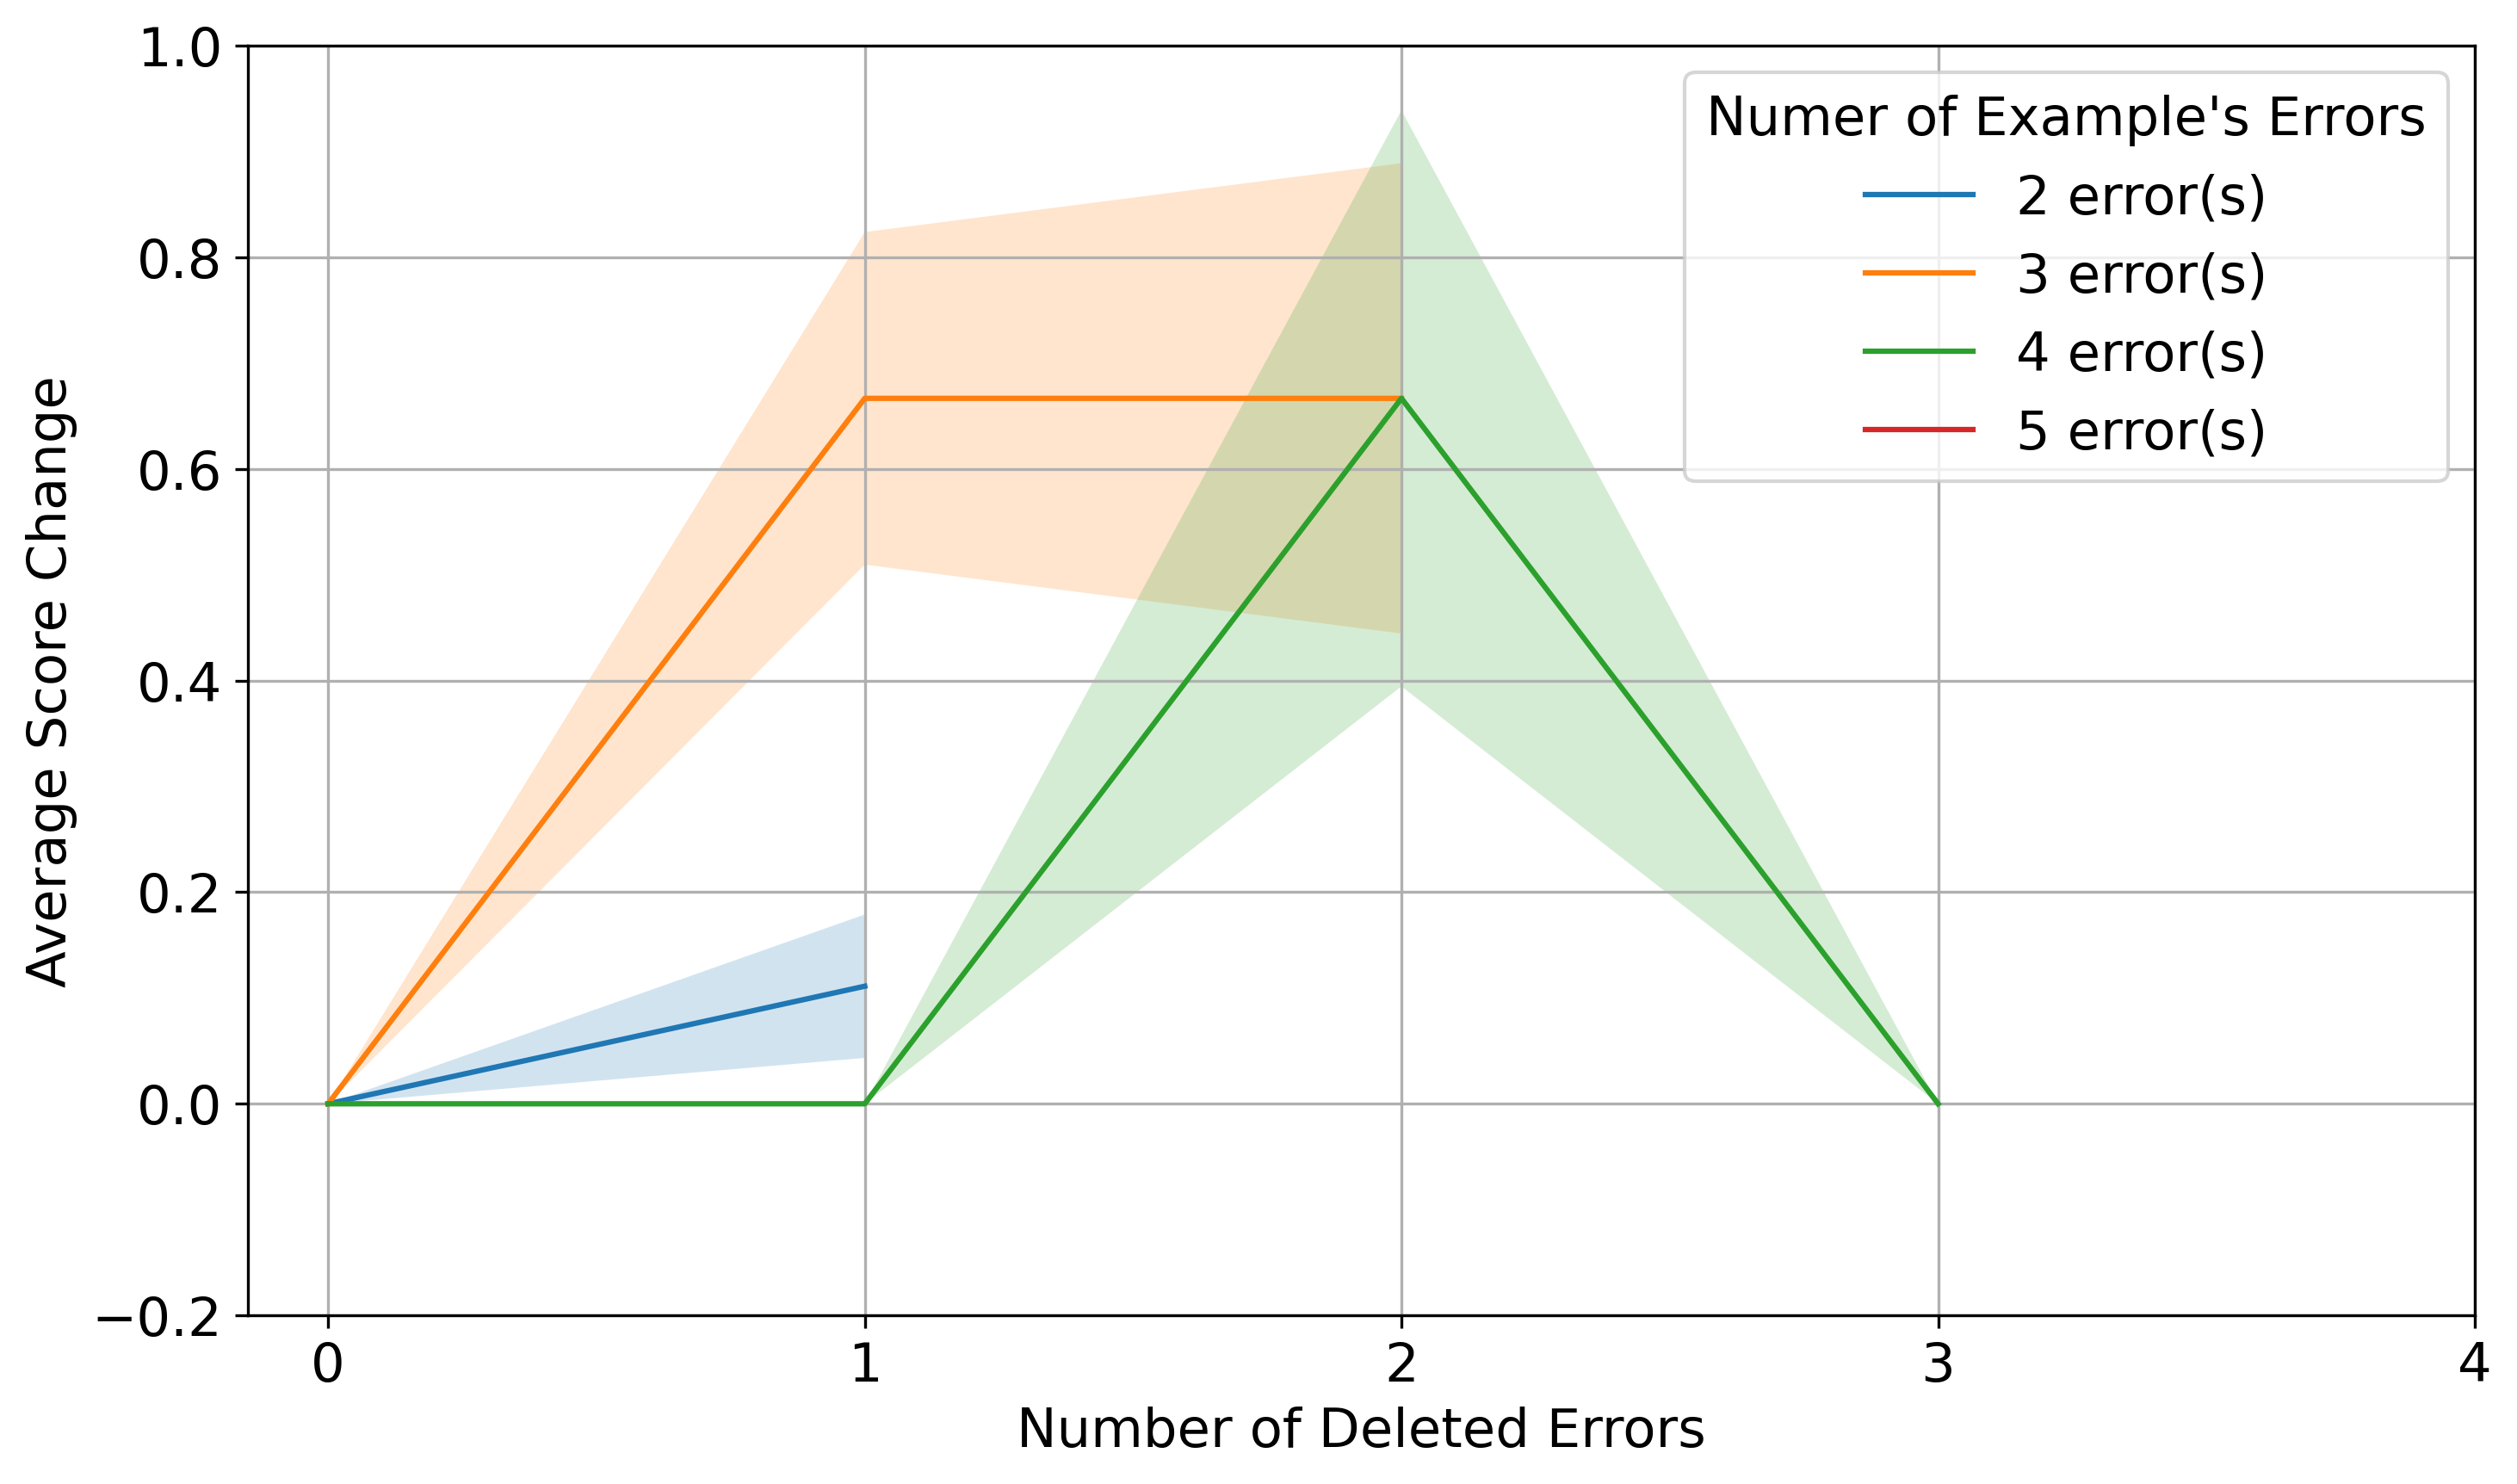 1.0
0.8
0.6
0.4
0.2
0.0
−0.2
Average Score Change
Numer of Example's Errors
2 error(s)
3 error(s)
4 error(s)
5 error(s)
0 1 2 3 4
Number of Deleted Errors